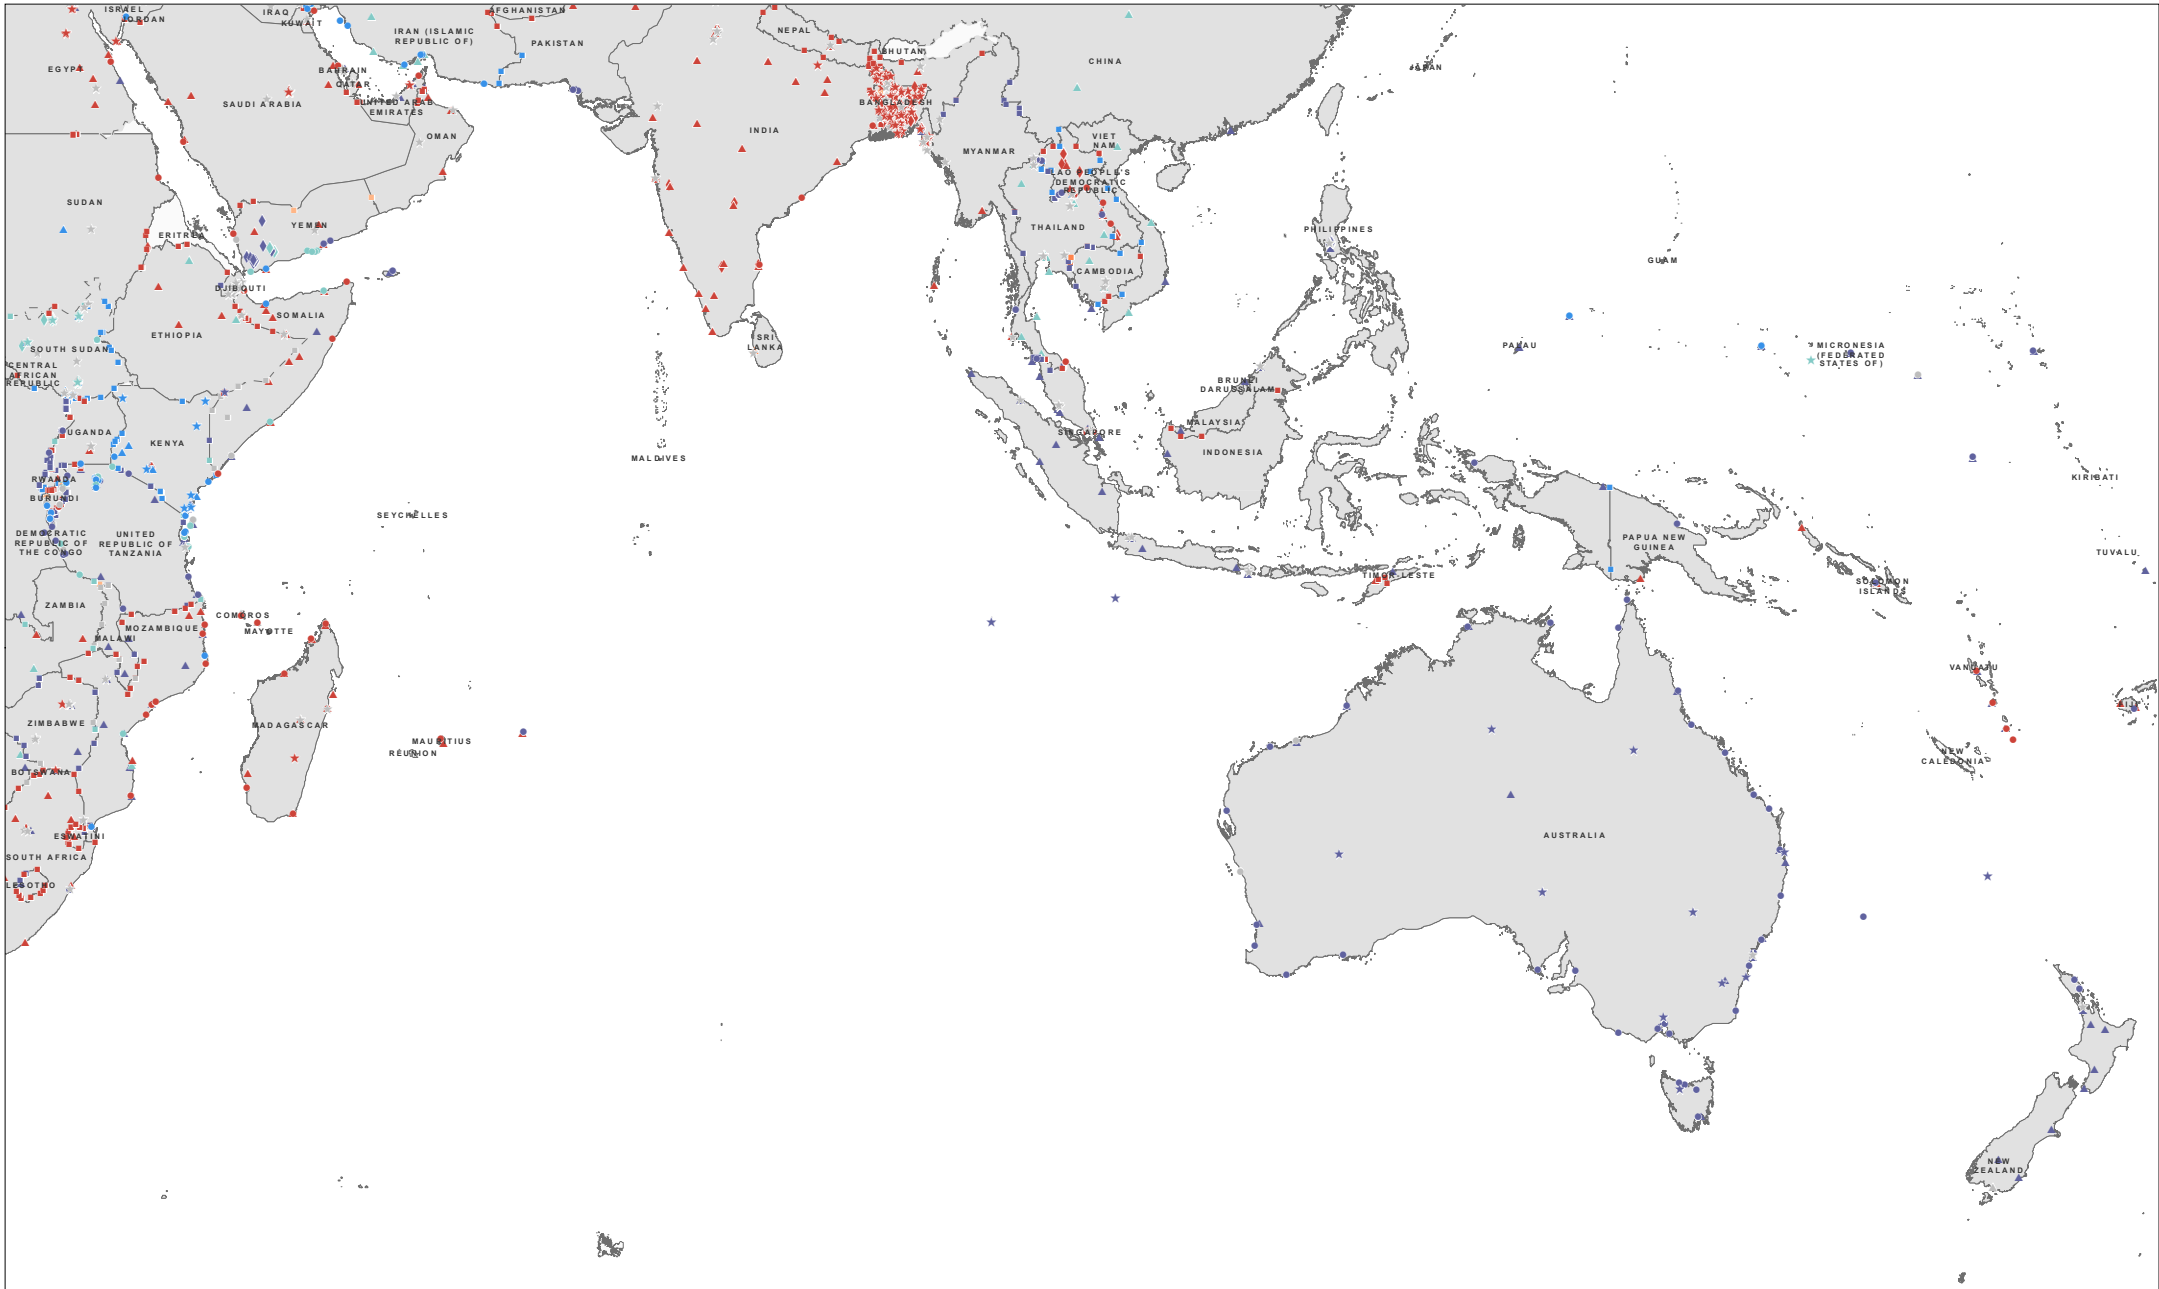 ISRAEL
JORDAN
IRAQ
KUWAIT
IRAN (ISLAMIC
REPUBLIC OF)
AFGHANISTAN
PAKISTAN
NEPAL
BHUTAN
CHINA
JAPAN
EGYPT
BAHRAIN
QATAR
SAUDI ARABIA
UNITED ARAB
EMIRATES
OMAN
BANGLADESH
INDIA
MYANMAR
VIET
NAM
LAO PEOPLE'S
DEMOCRATIC
REPUBLIC
SUDAN
ERITREA
YEMEN
THAILAND
PHILIPPINES
GUAM
DJIBOUTI
CAMBODIA
SOMALIA
ETHIOPIA
SOUTH SUDAN
SRI
LANKA
PALAU
MICRONESIA
(FEDERATED
STATES OF)
CENTRAL
AFRICAN
REPUBLIC
BRUNEI
DARUSSALAM
UGANDA
KENYA
MALAYSIA
SINGAPORE
INDONESIA
MALDIVES
RWANDA
BURUNDI
KIRIBATI
SEYCHELLES
DEMOCRATIC
REPUBLIC OF
THE CONGO
UNITED
REPUBLIC OF
TANZANIA
PAPUA NEW
GUINEA
TUVALU
TIMOR-LESTE
SOLOMON
ISLANDS
ZAMBIA
COMOROS
MAYOTTE
MOZAMBIQUE
MALAWI
VANUATU
FIJI
ZIMBABWE
MADAGASCAR
MAURITIUS
RÉUNION
NEW
CALEDONIA
BOTSWANA
ESWATINI
AUSTRALIA
SOUTH AFRICA
LESOTHO
NEW
ZEALAND